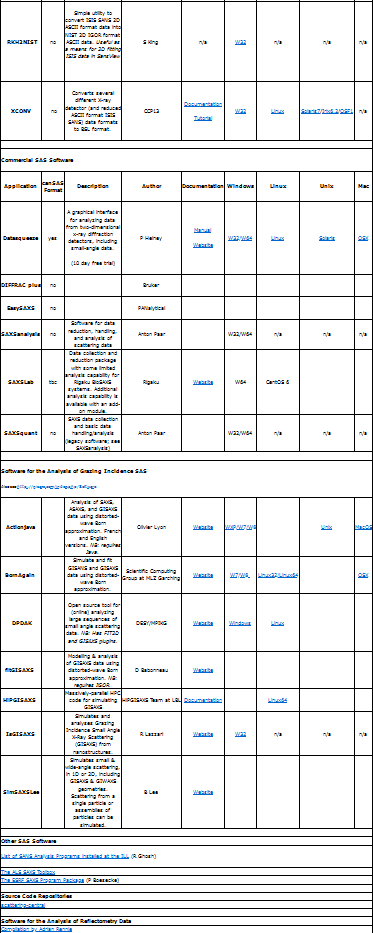 Simple utility to
convert ISIS SANS 2D
ASCII format data into
NIST 2D IGOR format
ASCII data. Useful as
a means for 2D fitting
ISIS data in SansView
RKH2NIST no S King n/a W32 n/a n/a n/a
Converts several
different X-ray
detector (and reduced
ASCII format ISIS
SANS) data formats
to BSL format.
XCONV no CCP13 Documentation Tutorial W32 Linux Solaris7/Irix6.2/OSF1 n/a
Commercial SAS Software
Application canSAS Format Description Author Documentation Windows Linux Unix Mac
A graphical interface
for analyzing data
from two-dimensional
x-ray diffraction
detectors, including
small-angle data.
(10 day free trial)
Datasqueeze yes P Heiney Manual Website W32/W64 Linux Solaris OSX
DIFFRAC plus no Bruker
EasySAXS no PANalytical
Software for data
reduction, handling,
and analysis of
scattering data
SAXSanalysis no Anton Paar W32/W64 n/a n/a n/a
Data collection and
reduction package
with some limited
analysis capability for
Rigaku BioSAXS
systems. Additional
analysis capability is
available with an add-
on module.
SAXSLab tbc Rigaku Website W64 CentOS 6 n/a n/a
SAXS data collection
and basic data
handling/analysis
(legacy software; see
SAXSanalysis)
SAXSquant no Anton Paar W32/W64 n/a n/a n/a
Software for the Analysis of Grazing Incidence SAS
Analysis of SAXS,
ASAXS, and GISAXS
data using distorted-
wave Born
approximation. French
and English
versions. NB: requires
Java.
ActionJava Olivier Lyon Website Unix MacOS
Simulate and fit
GISANS and GISAXS
data using distorted-
wave Born
approximation.
BornAgain Scientific Computing Group at MLZ Garching Website Linux32/Linux64 OSX
Open source tool for
(online) analyzing
large sequences of
small angle scattering
data. NB: Has FIT2D
and GISAXS plugins.
DPDAK DESY/MPIKG Website Windows Linux
Modelling & analysis
of GISAXS data using
distorted-wave Born
approximation. NB:
requires IGOR.
fitGISAXS D Babonneau Website
Massively-parallel HPC
code for simulating
GISAXS
HIPGISAXS HIPGISAXS Team at LBL Documentation Linux64
Simulates and
analyses Grazing
Incidence Small Angle
X-Ray Scattering
(GISAXS) from
nanostructures.
IsGISAXS R Lazzari Website W32 n/a n/a n/a
Simulates small &
wide-angle scattering,
in 1D or 2D, including
GISAXS & GIWAXS
geometries.
Scattering from a
single particle or
assemblies of
particles can be
simulated.
SimSAXSLee B Lee Website
Other SAS Software
List of SANS Analysis Programs installed at the ILL (R Ghosh)
The ALS SAXS Toolbox
The ESRF SAXS Program Package (P Boesecke)
Source Code Repositories
scattering-central
Software for the Analysis of Reflectometry Data
Compilation by Adrian Rennie